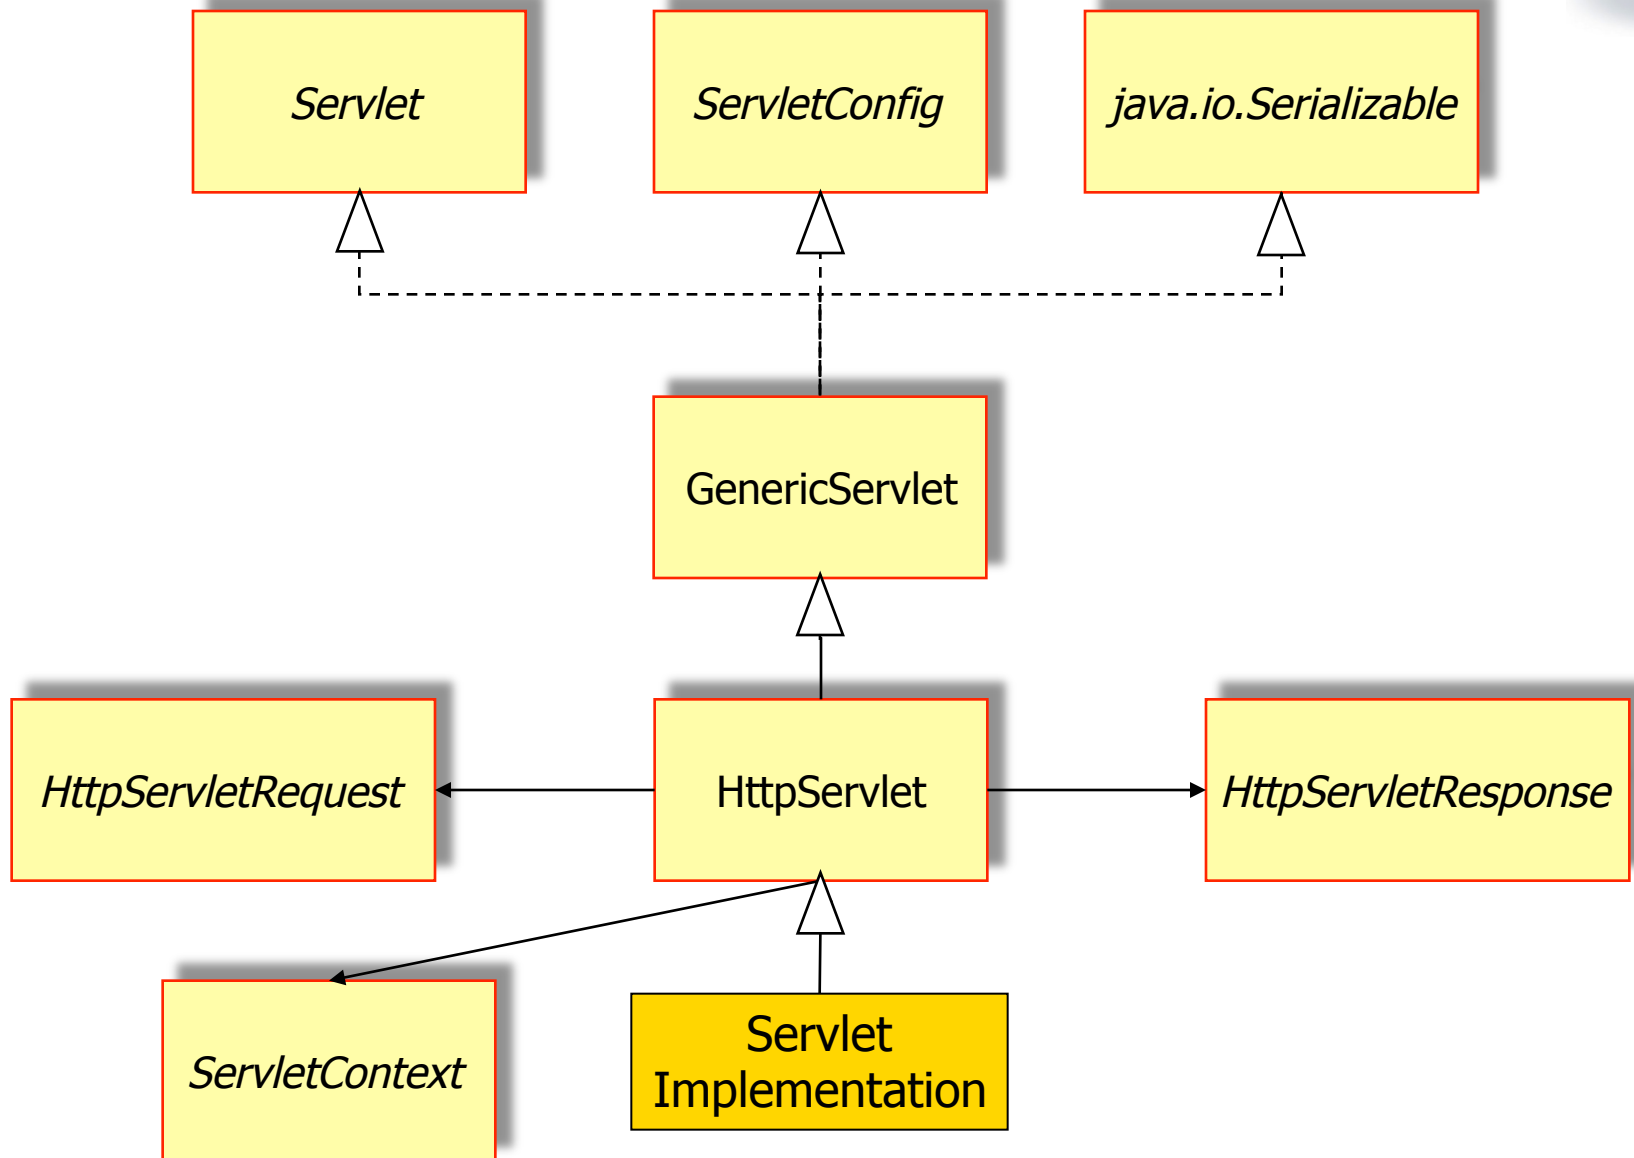 Servlet
ServletConfig
java.io.Serializable
GenericServlet
HttpServletRequest
HttpServlet
HttpServletResponse
ServletContext
Servlet
Implementation